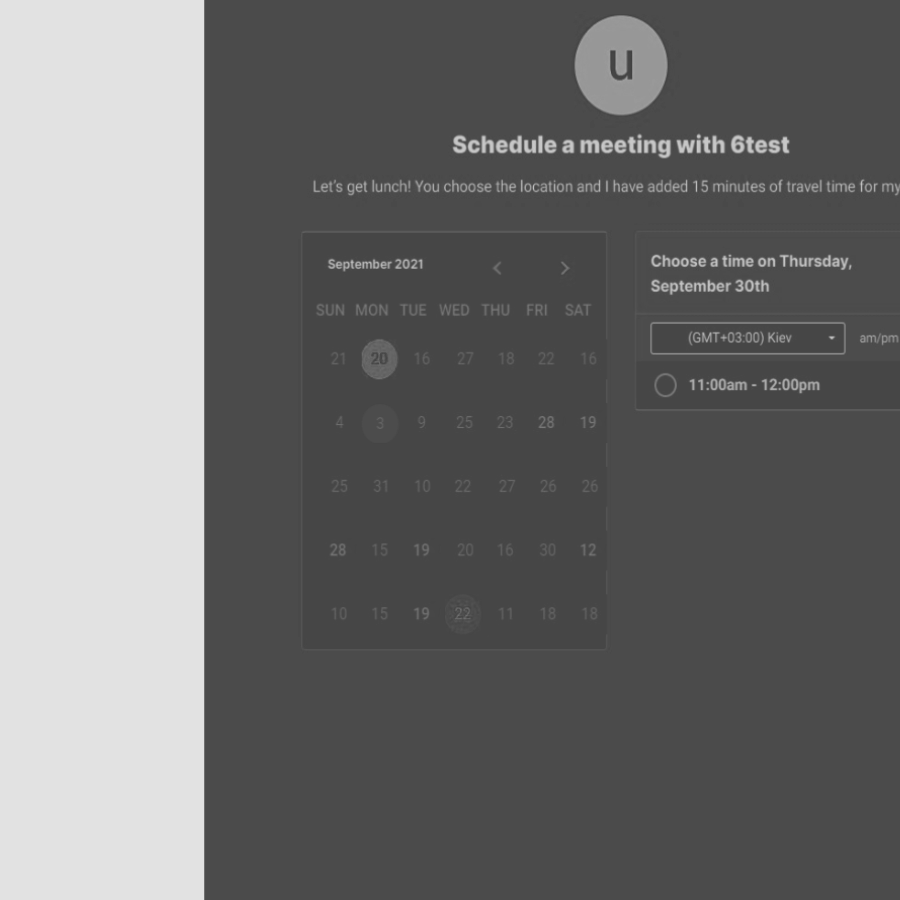 u
Schedule a meeting with 6test
Let's get lunch! You choose the location and I have added 15 minutes of travel time for my
September 2021
SUN MON TUE WED THU FRI SAT
21 20 16 27 18 22 16
4 3 9 25 23 28 19
25 31 10 22 27 26 26
28 15 19 20 16 30 12
10 15 19 22 11 18 18
Choose a time on Thursday,
September 30th
(GMT+03:00) Kiev am/pm
11:00am - 12:00pm